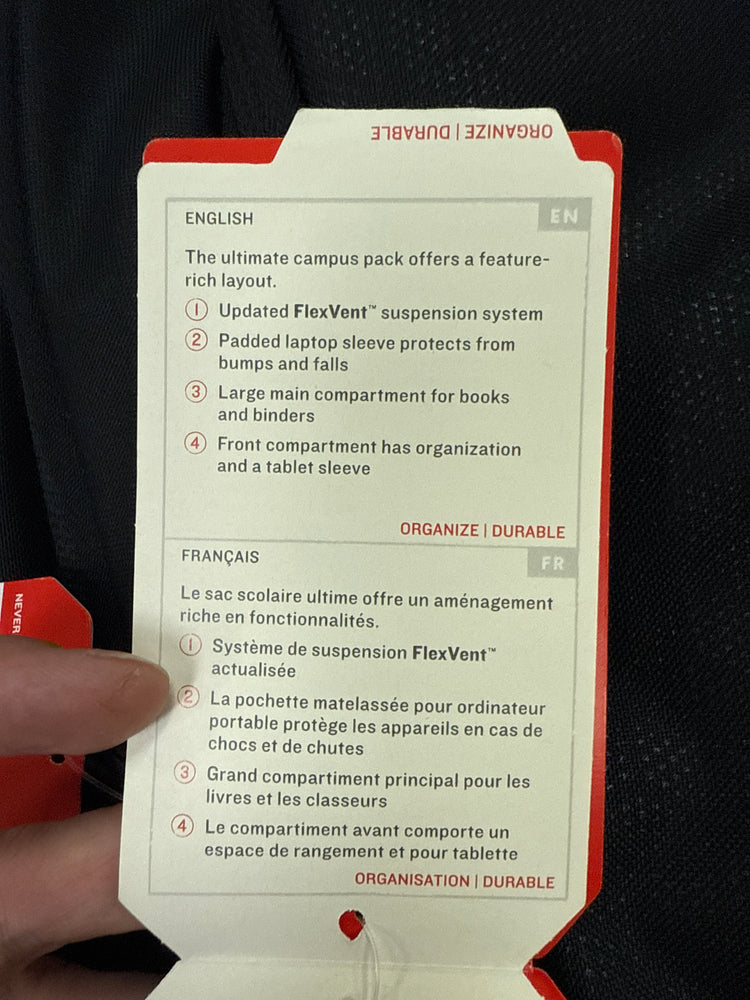 ORGANIZE | DURABLE
ENGLISH
EN
The ultimate campus pack offers a feature-
rich layout.
1 Updated FlexVent™ suspension system
2 Padded laptop sleeve protects from
bumps and falls
3 Large main compartment for books
and binders
4 Front compartment has organization
and a tablet sleeve
ORGANIZE | DURABLE
FRANÇAIS
FR
Le sac scolaire ultime offre un aménagement
riche en fonctionnalités.
1 Système de suspension FlexVent™
actualisée
2 La pochette matelassée pour ordinateur
portable protège les appareils en cas de
chocs et de chutes
3 Grand compartiment principal pour les
livres et les classeurs
4 Le compartiment avant comporte un
espace de rangement et pour tablette
ORGANISATION | DURABLE
NEVER